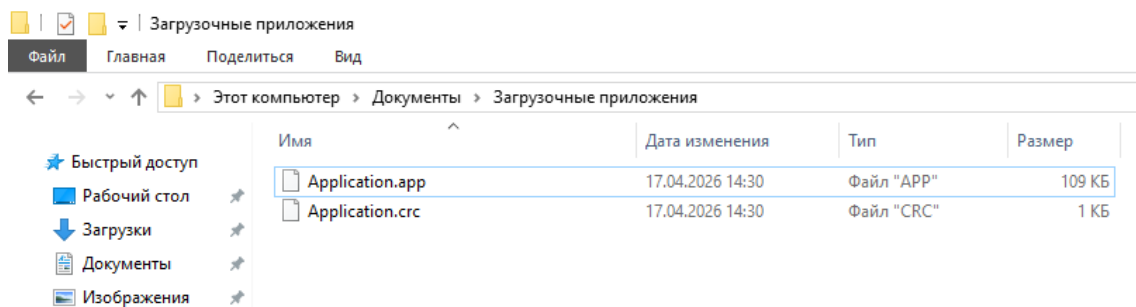 Загрузочные приложения
Файл Главная Поделиться Вид
Этот компьютер > Документы > Загрузочные приложения
Имя Дата изменения Тип Размер
Быстрый доступ
Application.app 17.04.2026 14:30 Файл "APP" 109 КБ
Рабочий стол
Application.crc 17.04.2026 14:30 Файл "CRC" 1 КБ
Загрузки
Документы
Изображения